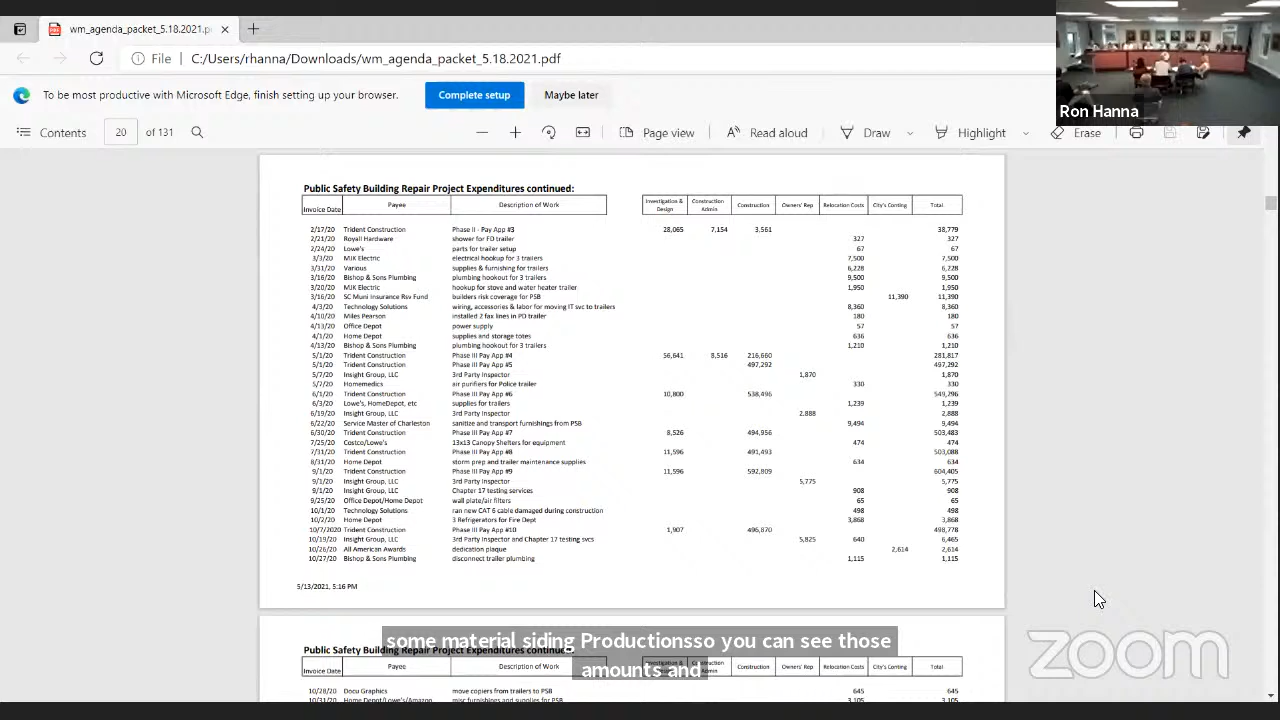 wm_agenda_packet_5.18.2021.p
File C:/Users/rhanna/Downloads/wm_agenda_packet_5.18.2021.pdf
To be most productive with Microsoft Edge, finish setting up your browser. Complete setup Maybe later
Ron Hanna
Contents 20 of 131 Page view Read aloud Draw Highlight Erase
Public Safety Building Repair Project Expenditures continued:
Invoice Date Payee Description of Work Investigation & Design Construction Admin Construction Owners' Rep Relocation Costs City's Conting Total
2/17/20 Trident Construction Phase II - Pay App #3 28,065 7,154 3,561 38,779
2/21/20 Royall Hardware shower for FD trailer 327 327
2/24/20 Lowe's parts for trailer setup 67 67
3/3/20 MJK Electric electrical hookup for 3 trailers 7,500 7,500
3/31/20 Various supplies & furnishing for trailers 6,228 6,228
3/16/20 Bishop & Sons Plumbing plumbing hookout for 3 trailers 9,500 9,500
3/20/20 MJK Electric hookup for stove and water heater trailer 1,950 1,950
3/16/20 SC Muni Insurance Rsv Fund builders risk coverage for PSB 11,390 11,390
4/3/20 Technology Solutions wiring, accessories & labor for moving IT svc to trailers 8,360 8,360
4/10/20 Miles Pearson installed 2 fax lines in PD trailer 180 180
4/13/20 Office Depot power supply 57 57
4/1/20 Home Depot supplies and storage totes 636 636
4/13/20 Bishop & Sons Plumbing plumbing hookout for 3 trailers 1,210 1,210
5/1/20 Trident Construction Phase III Pay App #4 56,641 8,516 216,660 281,817
5/1/20 Trident Construction Phase III Pay App #5 497,292 497,292
5/7/20 Insight Group, LLC 3rd Party Inspector 1,870 1,870
5/2/20 Homemedics air purifiers for Police trailer 330 330
6/1/20 Trident Construction Phase III Pay App #6 10,800 538,496 549,296
6/3/20 Lowe's, HomeDepot, etc supplies for trailers 1,239 1,239
6/19/20 Insight Group, LLC 3rd Party Inspector 2,888 2,888
6/22/20 Service Master of Charleston sanitize and transport furnishings from PSB 9,494 9,494
6/30/20 Trident Construction Phase III Pay App #7 8,526 494,956 503,483
7/25/20 Costco/Lowe's 13x13 Canopy Shelters for equipment 474 474
7/31/20 Trident Construction Phase III Pay App #8 11,596 491,493 503,088
8/31/20 Home Depot storm prep and trailer maintenance supplies 634 634
9/1/20 Trident Construction Phase III Pay App #9 11,596 592,809 604,405
9/1/20 Insight Group, LLC 3rd Party Inspector 5,775 5,775
9/1/20 Insight Group, LLC Chapter 17 testing services 908 908
9/25/20 Office Depot/Home Depot wall plate/air filters 65 65
10/1/20 Technology Solutions ran new CAT 6 cable damaged during construction 498 498
10/2/20 Home Depot 3 Refrigerators for Fire Dept 3,868 3,868
10/7/2020 Trident Construction Phase III Pay App #10 1,907 496,870 498,778
10/19/20 Insight Group, LLC 3rd Party Inspector and Chapter 17 testing svcs 5,825 640 6,465
10/26/20 All American Awards dedication plaque 2,614 2,614
10/27/20 Bishop & Sons Plumbing disconnect trailer plumbing 1,115 1,115
5/13/2021, 5:16 PM
some material siding Productionsso you can see those
amounts and
Public Safety Building Repair Project Expenditures
Invoice Date Payee Description of Work Construction Owners' Rep Relocation Costs City's Conting Total
10/28/20 Docu Graphics move copiers from trailers to PSB 645 645
10/31/20 Home Depot/Lowe's/Amazon misc furnishings and supplies for PSB 3,105 3,105
zoom